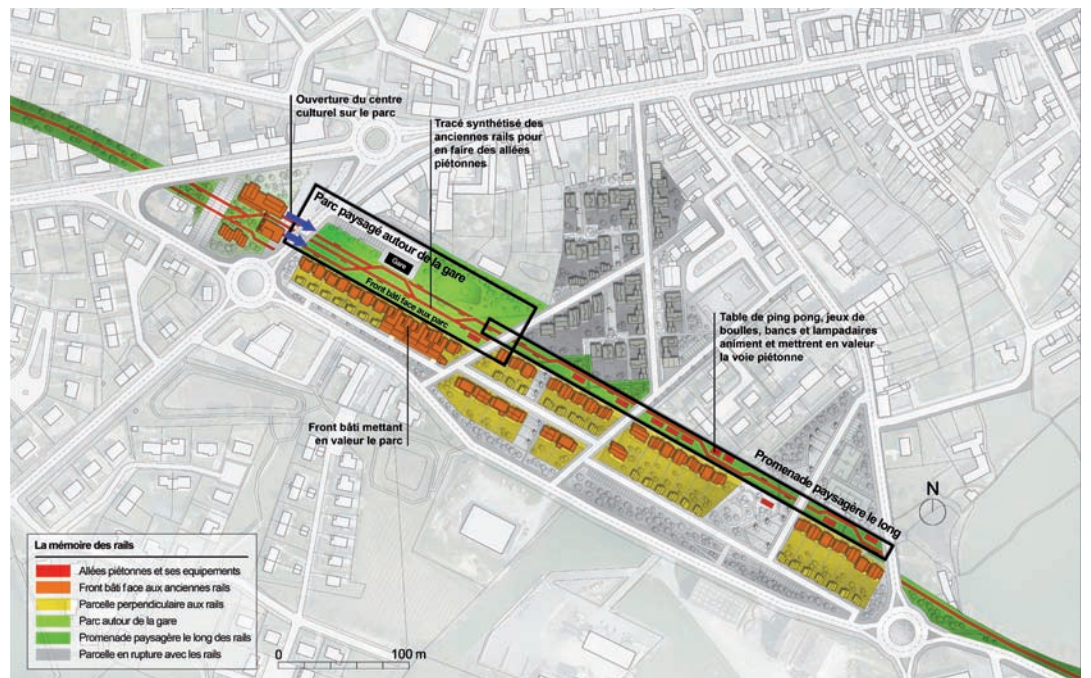 Ouverture du centre
culturel sur le parc
Tracé synthétisé des
anciennes rails pour
en faire des allées
piétonnes
Parc paysagé autour de la gare
Gare
Front bâti face aux parc
Table de ping pong, jeux de
boulles, bancs et lampadaires
animent et mettrent en valeur
la voie piétonne
Front bâti mettant
en valeur le parc
Promenade paysagère le long
N
La mémoire des rails
Allées piétonnes et ses equipements
Front bâti face aux anciennes rails
Parcelle perpendiculaire aux rails
Parc autour de la gare
Promenade paysagère le long des rails
Parcelle en rupture avec les rails
0 100 m